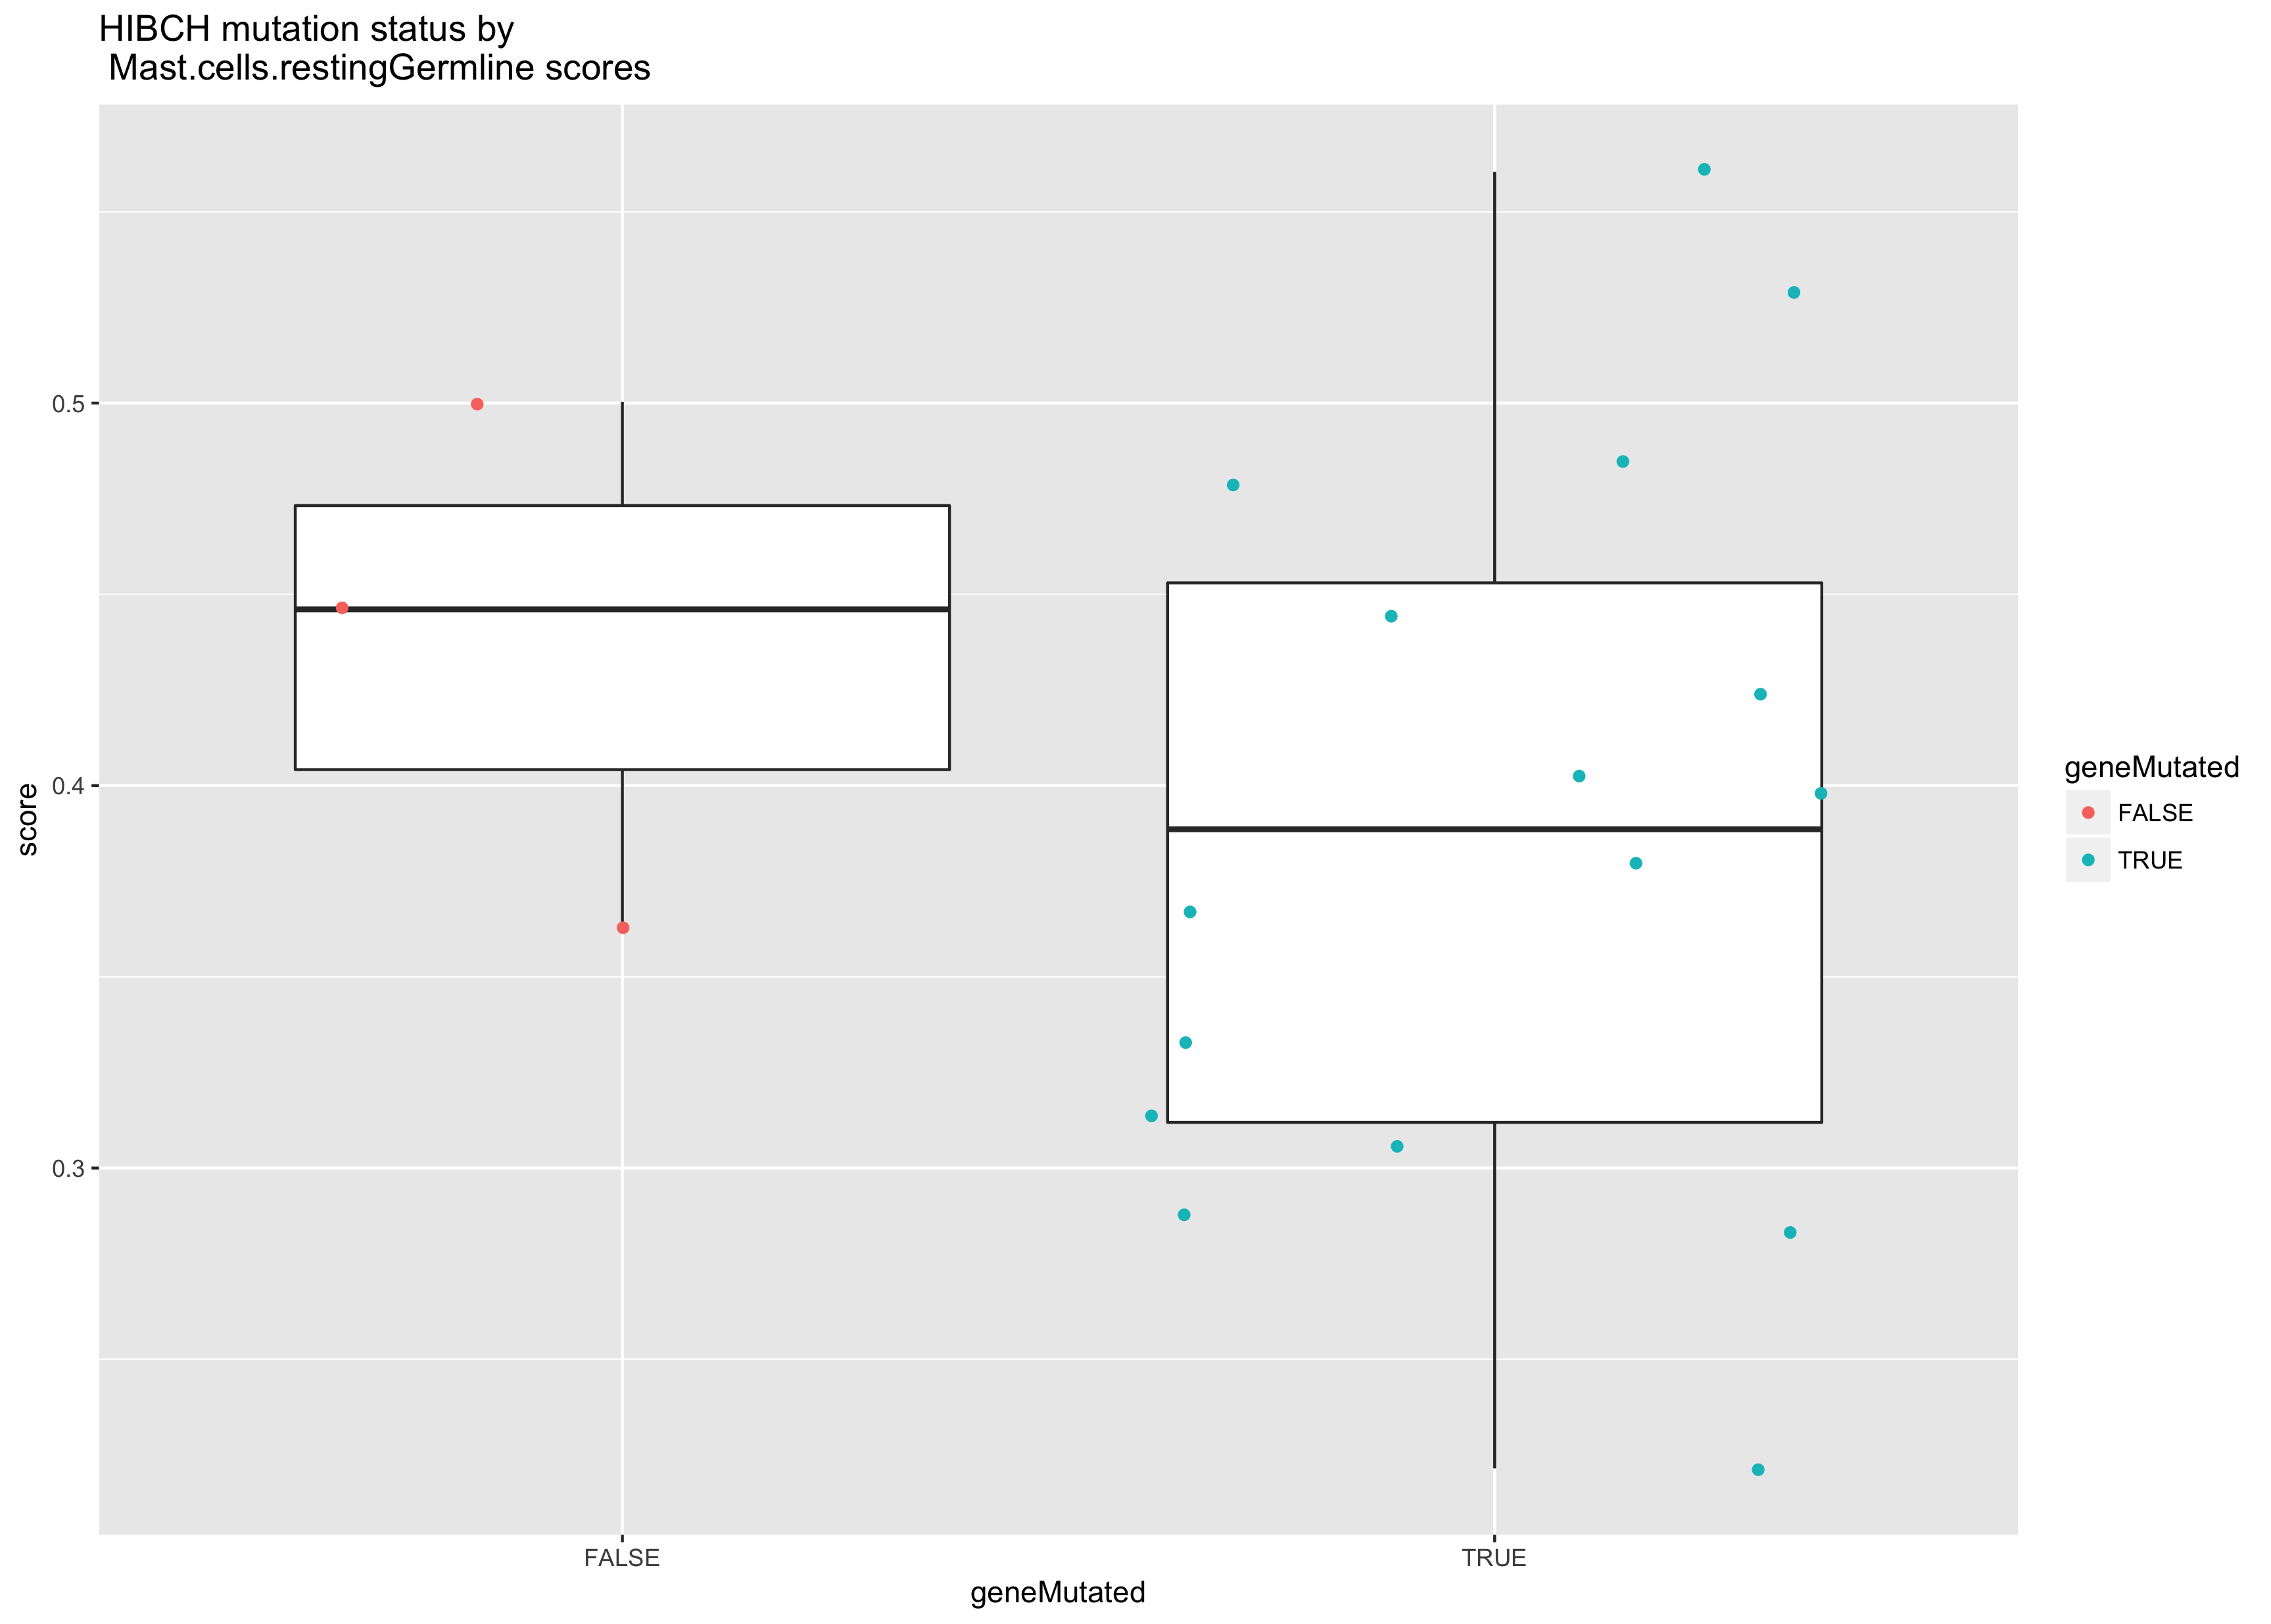 HIBCH mutation status by
Mast.cells.restingGermline scores
score
0.5
0.4
0.3
FALSE
TRUE
geneMutated
geneMutated
FALSE
TRUE